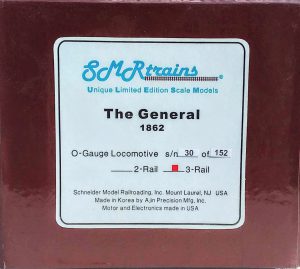 SMRtrains®
Unique Limited Edition Scale Models
The General
1862
O-Gauge Locomotive s/n 30 of 152
2-Rail 3-Rail
Schneider Model Railroading, Inc. Mount Laurel, NJ USA
Made in Korea by Ajin Precision Mfg, Inc.
Motor and Electronics made in USA